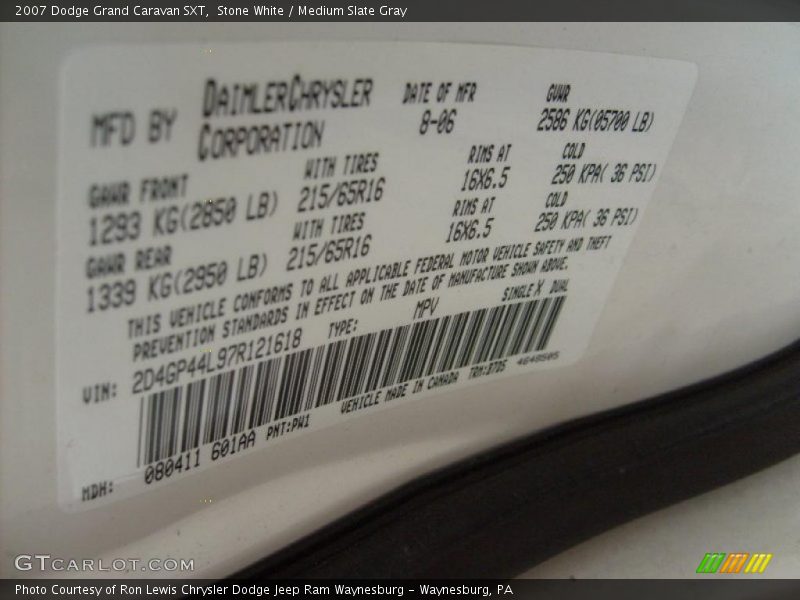 2007 Dodge Grand Caravan SXT,  Stone White / Medium Slate Gray
MFD BY DAIMLERCHRYSLER CORPORATION
DATE OF MFR
8-06
GVWR
2586 KG(05700 LB)
GAWR FRONT
1293 KG(2850 LB)
WITH TIRES
215/65R16
RIMS AT
16X6.5
COLD
250 KPA( 36 PSI)
GAWR REAR
1339 KG(2950 LB)
WITH TIRES
215/65R16
RIMS AT
16X6.5
COLD
250 KPA( 36 PSI)
THIS VEHICLE CONFORMS TO ALL APPLICABLE FEDERAL MOTOR VEHICLE SAFETY AND THEFT
PREVENTION STANDARDS IN EFFECT ON THE DATE OF MANUFACTURE SHOWN ABOVE.
VIN: 2D4GP44L97R121618 TYPE: MPV SINGLE X DUAL
MDH: 080411 601AA PNT:PW1 VEHICLE MADE IN CANADA TRM:B7D5 4648505
GTCARLOT.COM
Photo Courtesy of Ron Lewis Chrysler Dodge Jeep Ram Waynesburg – Waynesburg, PA